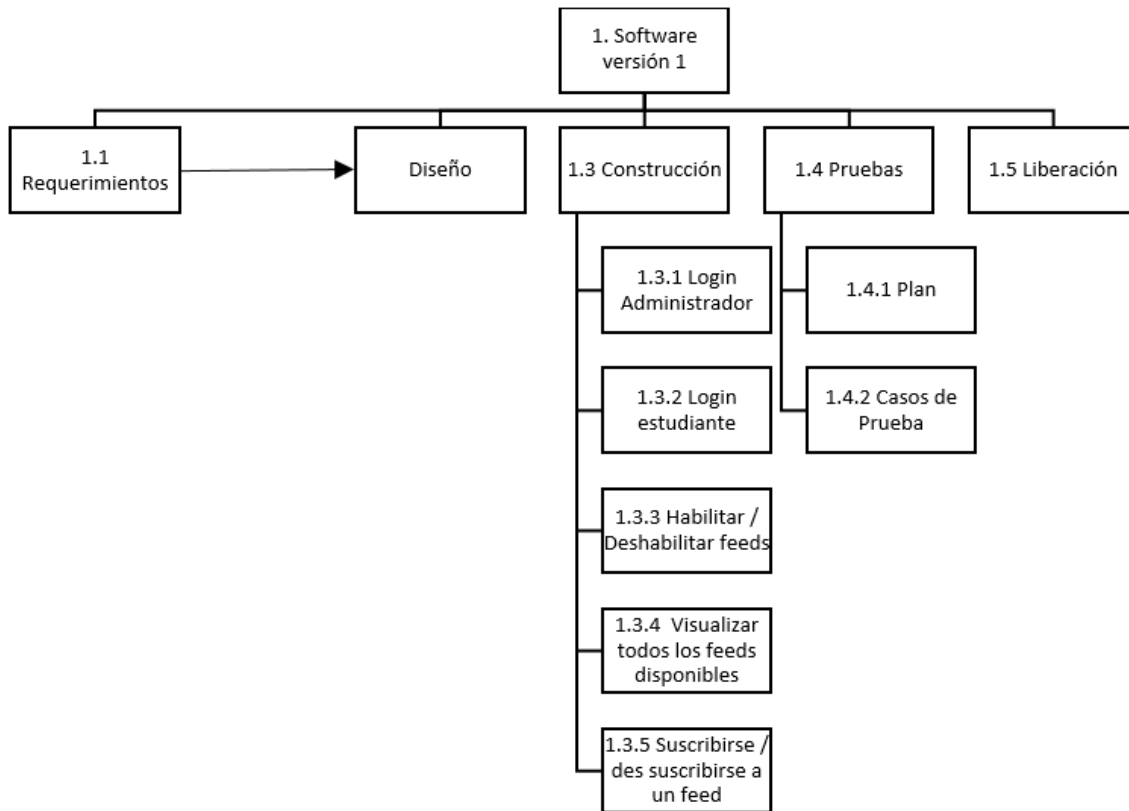 1. Software
versión 1
1.1
Requerimientos
Diseño
1.3 Construcción
1.4 Pruebas
1.5 Liberación
1.3.1 Login
Administrador
1.4.1 Plan
1.3.2 Login
estudiante
1.4.2 Casos de
Prueba
1.3.3 Habilitar /
Deshabilitar feeds
1.3.4 Visualizar
todos los feeds
disponibles
1.3.5 Suscribirse /
des suscribirse a
un feed